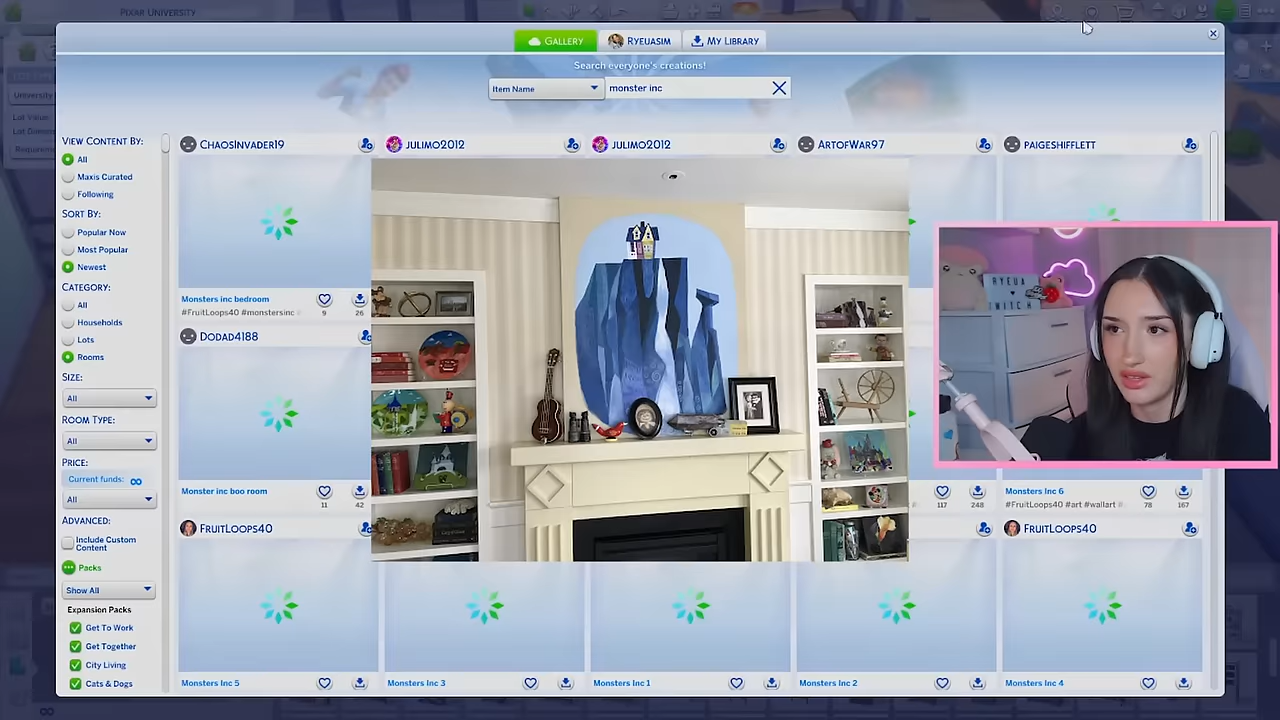 PIXAR UNIVERSITY
GALLERY
RYEUASIM
MY LIBRARY
Search everyone's creations!
Item Name
monster inc
VIEW CONTENT BY:
All
Maxis Curated
Following
SORT BY:
Popular Now
Most Popular
Newest
CATEGORY:
All
Households
Lots
Rooms
SIZE:
All
ROOM TYPE:
All
PRICE:
Current funds: ∞
All
ADVANCED:
Include Custom
Content
Packs
Show All
Expansion Packs
Get To Work
Get Together
City Living
Cats & Dogs
CHAOSINVADER19
JULIMO2012
JULIMO2012
ARTOFWAR97
PAIGESHIFFLETT
Monsters inc bedroom
#FruitLoops40 #monstersinc
9
26
DODAD4188
Monster inc boo room
11
42
117
248
Monsters Inc 6
#FruitLoops40 #art #wallart #
78
167
FRUITLOOPS40
FRUITLOOPS40
Monsters Inc 5
Monsters Inc 3
Monsters Inc 1
Monsters Inc 2
Monsters Inc 4
RYEUA
WITCH